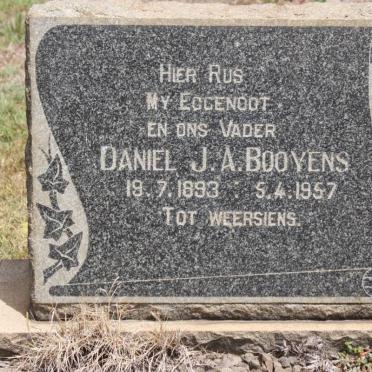 HIER RUS
MY EGGENOOT
EN ONS VADER
DANIEL J.A. BOOYENS
19.7.1893 - 5.4.1957
TOT WEERSIENS.